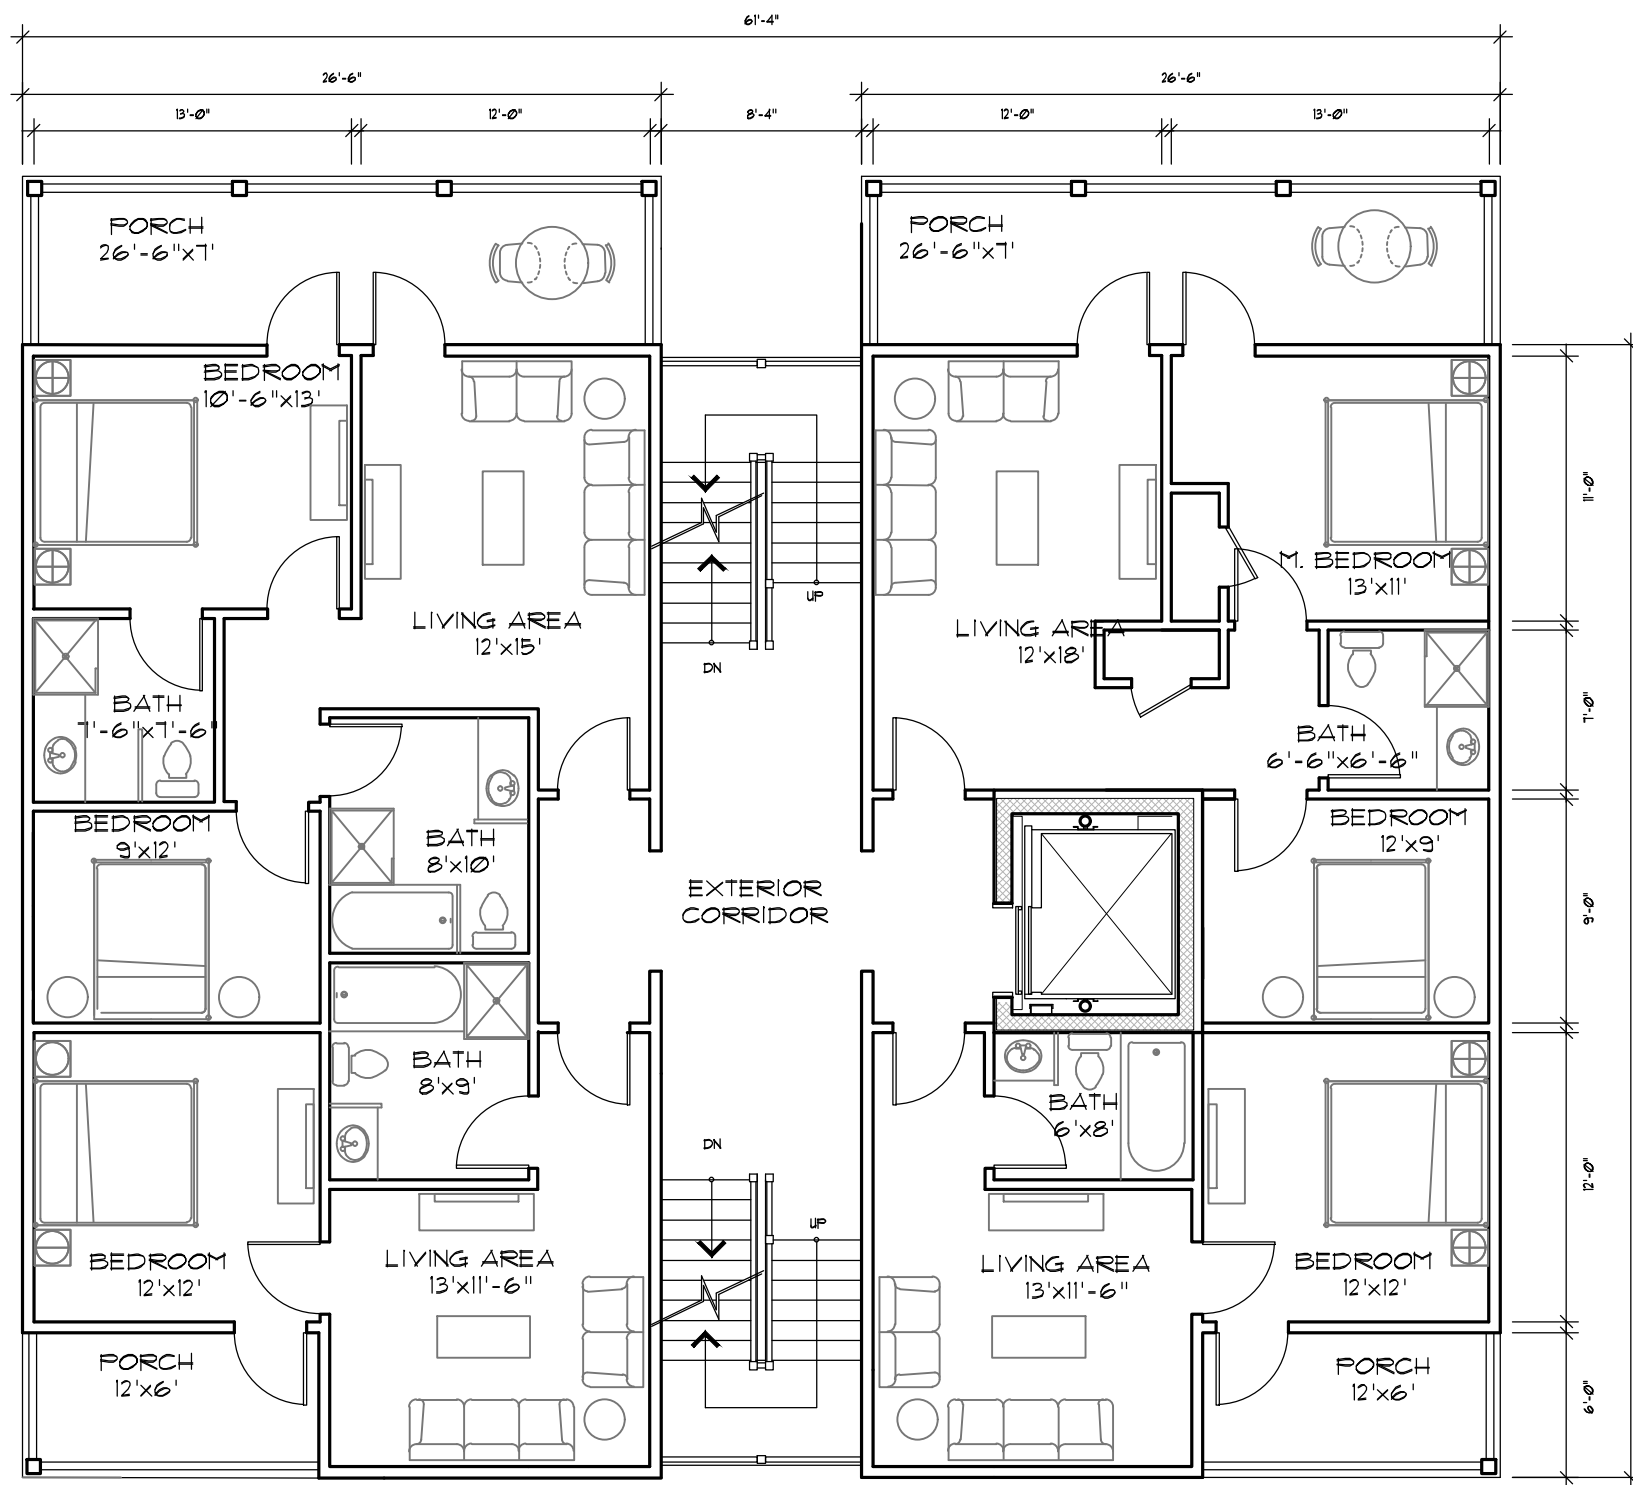 61'-4"
26'-6"
26'-6"
13'-0"
12'-0"
8'-4"
12'-0"
13'-0"
PORCH
26'-6"x7'
PORCH
26'-6"x7'
BEDROOM
10'-6"x13'
11'-0"
M. BEDROOM
13'x11'
UP
LIVING AREA
12'x15'
LIVING AREA
12'x18'
DN
BATH
7'-6"x7'-6"
7'-0"
BATH
6'-6"x6'-6"
BEDROOM
9'x12'
BATH
8'x10'
BEDROOM
12'x9'
EXTERIOR
CORRIDOR
9'-0"
BATH
8'x9'
BATH
6'x8'
DN
12'-0"
UP
BEDROOM
12'x12'
LIVING AREA
13'x11'-6"
LIVING AREA
13'x11'-6"
BEDROOM
12'x12'
PORCH
12'x6'
PORCH
12'x6'
6'-0"